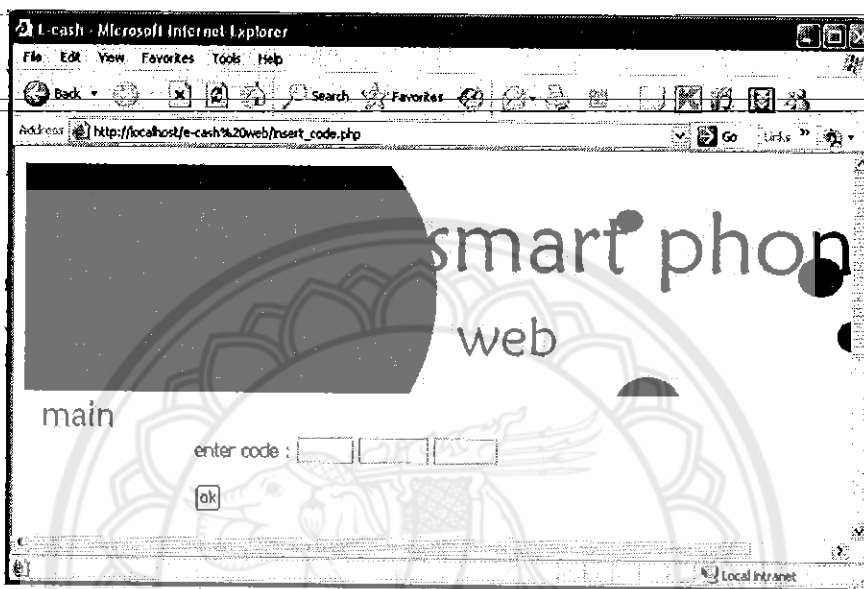 E-cash - Microsoft Internet Explorer
File Edit View Favorites Tools Help
Back Search Favorites
Address http://localhost/e-cash%20web/insert_code.php Go Links »
smart phon
web
main
enter code :
ok
Local intranet